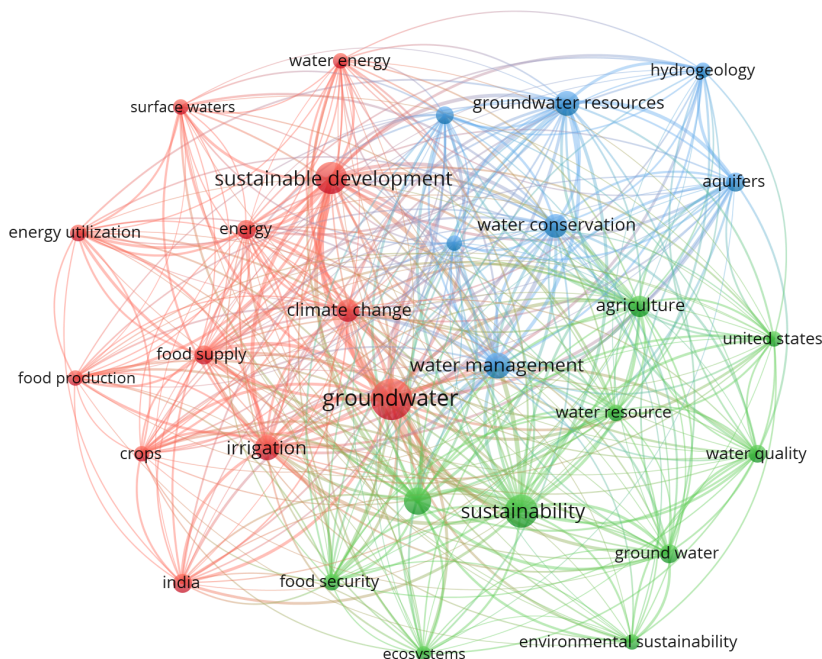 water energy
hydrogeology
surface waters
groundwater resources
sustainable development
aquifers
energy utilization
energy
water conservation
climate change
agriculture
united states
food supply
food production
water management
groundwater
water resource
crops
irrigation
water quality
sustainability
ground water
india
food security
environmental sustainability
ecosystems